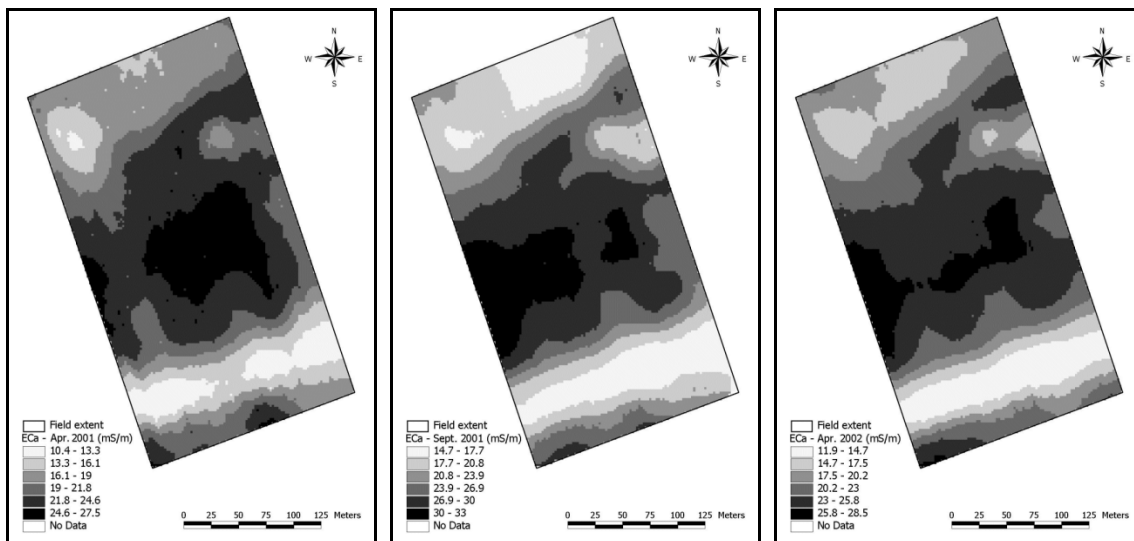 N
W E
S
Field extent
ECa - Apr. 2001 (mS/m)
10.4 - 13.3
13.3 - 16.1
16.1 - 19
19 - 21.8
21.8 - 24.6
24.6 - 27.5
No Data
0 25 50 75 100 125 Meters
N
W E
S
Field extent
ECa - Sept. 2001 (mS/m)
14.7 - 17.7
17.7 - 20.8
20.8 - 23.9
23.9 - 26.9
26.9 - 30
30 - 33
No Data
0 25 50 75 100 125 Meters
N
W E
S
Field extent
ECa - Apr. 2002 (mS/m)
11.9 - 14.7
14.7 - 17.5
17.5 - 20.2
20.2 - 23
23 - 25.8
25.8 - 28.5
No Data
0 25 50 75 100 125 Meters